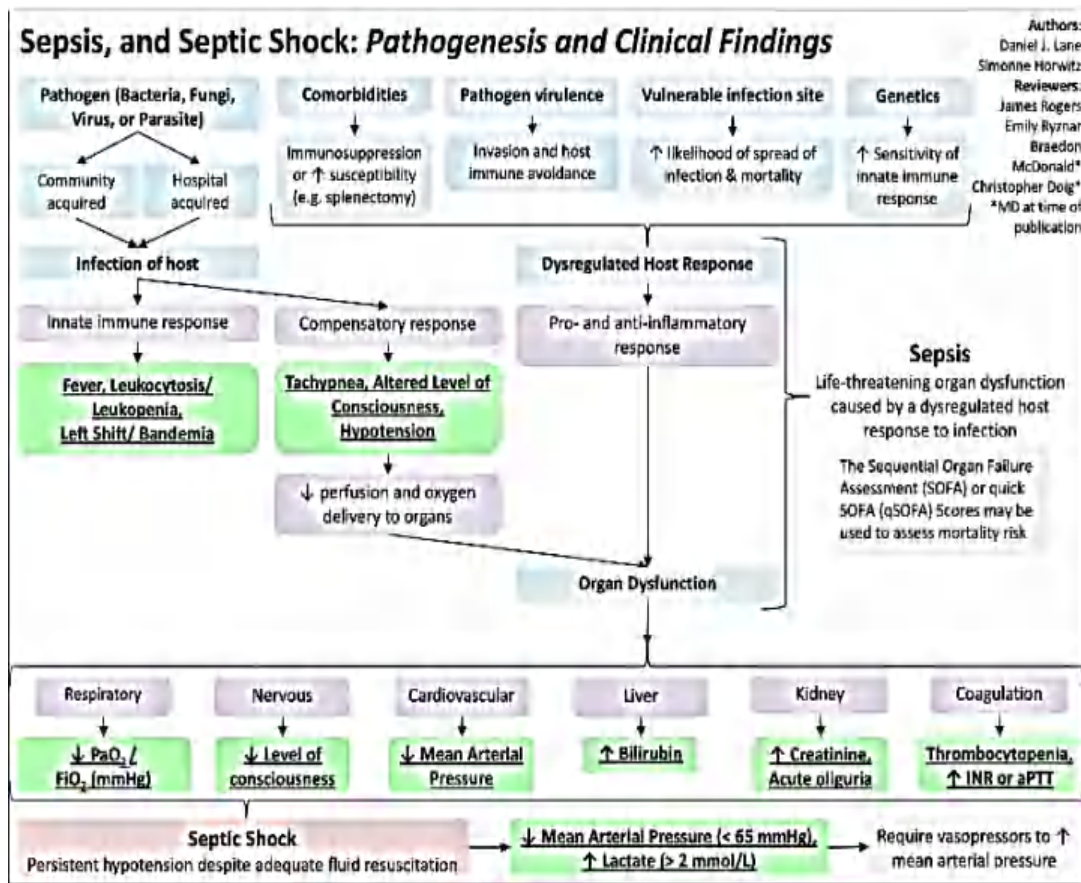 Sepsis, and Septic Shock: Pathogenesis and Clinical Findings
Authors:
Daniel J. Lane
Simonne Horwitz
Reviewers:
James Rogers
Emily Ryznar
Braedon
McDonald*
Christopher Doig*
*MD at time of
publication
Pathogen (Bacteria, Fungi,
Virus, or Parasite)
Community
acquired
Hospital
acquired
Infection of host
Comorbidities
Immunosuppression
or ↑ susceptibility
(e.g. splenectomy)
Pathogen virulence
Invasion and host
immune avoidance
Vulnerable infection site
↑ likelihood of spread of
infection & mortality
Genetics
↑ Sensitivity of
innate immune
response
Dysregulated Host Response
Innate immune response
Compensatory response
Pro- and anti-inflammatory
response
Fever, Leukocytosis/
Leukopenia,
Left Shift/ Bandemia
Tachypnea, Altered Level of
Consciousness,
Hypotension
↓ perfusion and oxygen
delivery to organs
Organ Dysfunction
Sepsis
Life-threatening organ dysfunction
caused by a dysregulated host
response to infection
The Sequential Organ Failure
Assessment (SOFA) or quick
SOFA (qSOFA) Scores may be
used to assess mortality risk
Respiratory
↓ PaO₂ /
FiO₂ (mmHg)
Nervous
↓ Level of
consciousness
Cardiovascular
↓ Mean Arterial
Pressure
Liver
↑ Bilirubin
Kidney
↑ Creatinine,
Acute oliguria
Coagulation
Thrombocytopenia,
↑ INR or aPTT
Septic Shock
Persistent hypotension despite adequate fluid resuscitation
↓ Mean Arterial Pressure (< 65 mmHg),
↑ Lactate (> 2 mmol/L)
Require vasopressors to ↑
mean arterial pressure